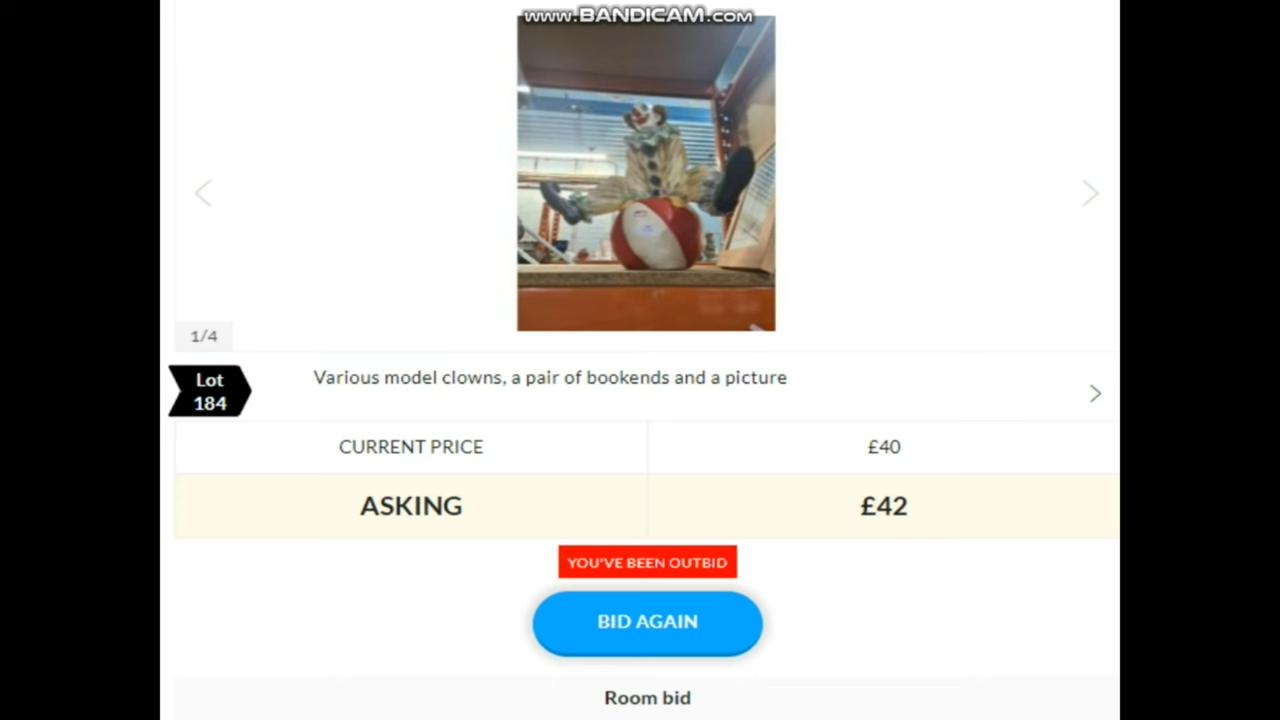 www.BANDICAM.com
1/4
Lot
184
Various model clowns, a pair of bookends and a picture
CURRENT PRICE
£40
ASKING
£42
YOU'VE BEEN OUTBID
BID AGAIN
Room bid